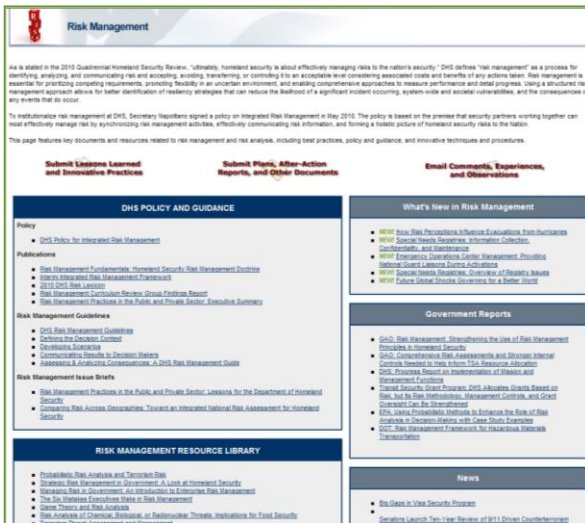 Risk Management
As is stated in the 2010 Quadrennial Homeland Security Review, "ultimately, homeland security is about effectively managing risks to the nation's security." DHS defines "risk management" as a process for
identifying, analyzing, and communicating risk and accepting, avoiding, transferring, or controlling it to an acceptable level considering associated costs and benefits of any actions taken. Risk management is
essential for prioritizing competing requirements, promoting flexibility in an uncertain environment, and enabling comprehensive approaches to measure performance and detail progress. Using a structured
management approach allows for better identification of resiliency strategies that can reduce the likelihood of a significant incident occurring, system-wide and societal vulnerabilities, and the consequences
any events that do occur.
To institutionalize risk management at DHS, Secretary Napolitano signed a policy on Integrated Risk Management in May 2010. The policy is based on the premise that security partners working together can
most effectively manage risk by synchronizing risk management activities, effectively communicating risk information, and forming a holistic picture of homeland security risks to the Nation.
This page features key documents and resources related to risk management and risk analysis, including best practices, policy and guidance, and innovative techniques and procedures.
Submit Lessons Learned
and Innovative Practices
Submit Plans, After-Action
Reports, and Other Documents
Email Comments, Experiences,
and Observations
DHS POLICY AND GUIDANCE
Policy
DHS Policy for Integrated Risk Management
Publications
Risk Management Fundamentals: Homeland Security Risk Management Doctrine
Interim Integrated Risk Management Framework
2010 DHS Risk Lexicon
Risk Management Curriculum Review Group Findings Report
Risk Management Practices in the Public and Private Sector: Executive Summary
Risk Management Guidelines
DHS Risk Management Guidelines
Defining the Decision Context
Developing Scenarios
Communicating Results to Decision Makers
Assessing & Analyzing Consequences: A DHS Risk Management Guide
Risk Management Issue Briefs
Risk Management Practices in the Public and Private Sector: Lessons for the Department of Homeland
Security
Comparing Risk Across Geographies: Toward an Integrated National Risk Assessment for Homeland
Security
RISK MANAGEMENT RESOURCE LIBRARY
Probabilistic Risk Analysis and Terrorism Risk
Strategic Risk Management in Government: A Look at Homeland Security
Managing Risk in Government: An Introduction to Enterprise Risk Management
The Six Mistakes Executives Make in Risk Management
Game Theory and Risk Analysis
Risk Analysis of Chemical, Biological, or Radionuclear Threats: Implications for Food Security
What's New in Risk Management
NEW! How Risk Perceptions Influence Evacuations from Hurricanes
NEW! Special Needs Registries: Information Collection,
Confidentiality, and Maintenance
NEW! Emergency Operations Center Management: Providing
National Guard Liaisons During Activations
NEW! Special Needs Registries: Overview of Registry Issues
NEW! Future Global Shocks Governing for a Better World
Government Reports
GAO: Risk Management: Strengthening the Use of Risk Management
Principles in Homeland Security
GAO: Comprehensive Risk Assessments and Stronger Internal
Controls Needed to Help Inform TSA Resource Allocation
DHS: Progress Report on Implementation of Mission and
Management Functions
Transit Security Grant Program: DHS Allocates Grants Based on
Risk, but Its Risk Methodology, Management Controls, and Grant
Oversight Can Be Strengthened
EPA: Using Probabilistic Methods to Enhance the Role of Risk
Analysis in Decision-Making with Case Study Examples
DOT: Risk Management Framework for Hazardous Materials
Transportation
News
Big Gaps in Visa Security Program
Senators Launch Ten-Year Review of 9/11 Driven Counterterrorism